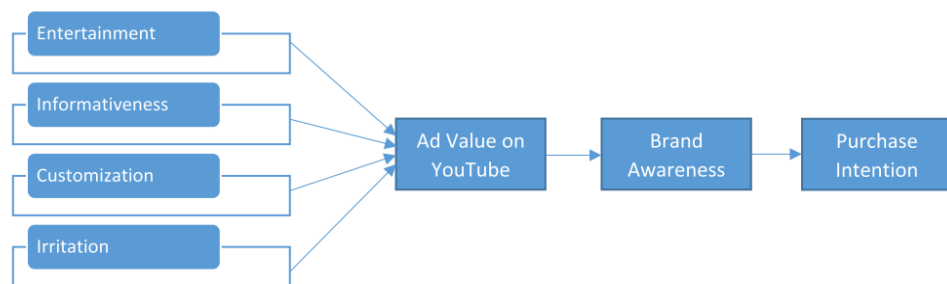 Entertainment
Informativeness
Customization
Irritation
Ad Value on
YouTube
Brand
Awareness
Purchase
Intention